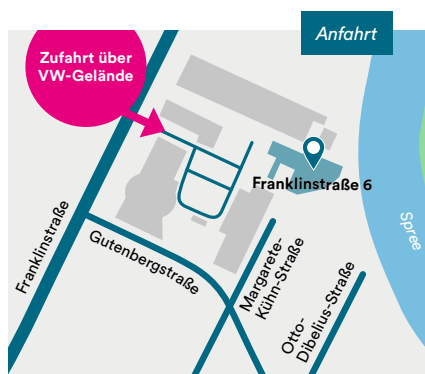 Anfahrt
Zufahrt über
VW-Gelände
Franklinstraße 6
Spree
Franklinstraße
Gutenbergstraße
Margarete-
Kühn-Straße
Otto-
Dibelius-Straße